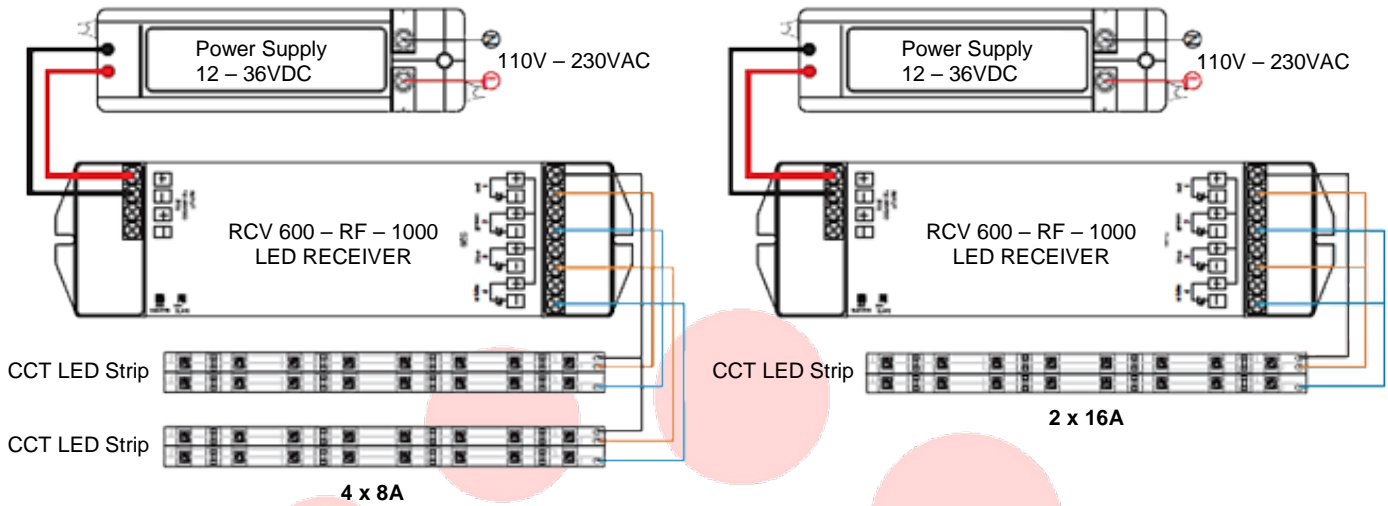 Power Supply
12 – 36VDC
110V – 230VAC
RCV 600 – RF – 1000
LED RECEIVER
CCT LED Strip
CCT LED Strip
4 x 8A
Power Supply
12 – 36VDC
110V – 230VAC
RCV 600 – RF – 1000
LED RECEIVER
CCT LED Strip
2 x 16A